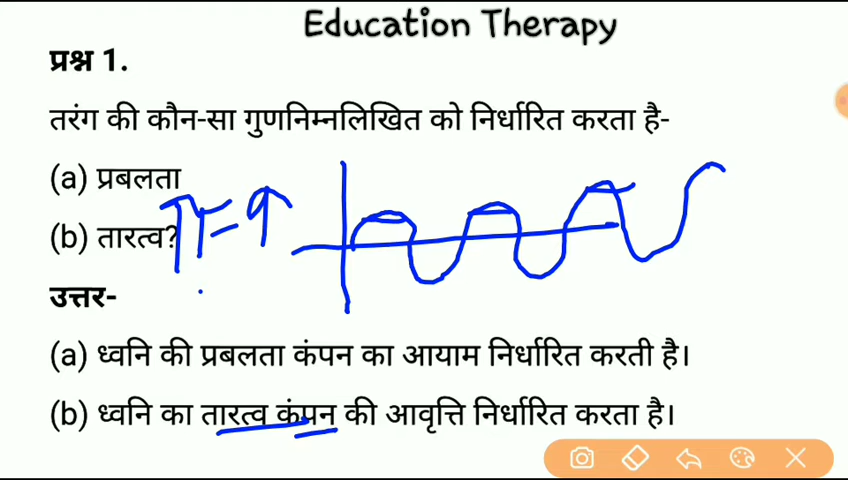 Education Therapy
प्रश्न 1.
तरंग की कौन-सा गुणनिम्नलिखित को निर्धारित करता है-
(a) प्रबलता
(b) तारत्व?
उत्तर-
(a) ध्वनि की प्रबलता कंपन का आयाम निर्धारित करती है।
(b) ध्वनि का तारत्व कंपन की आवृत्ति निर्धारित करता है।